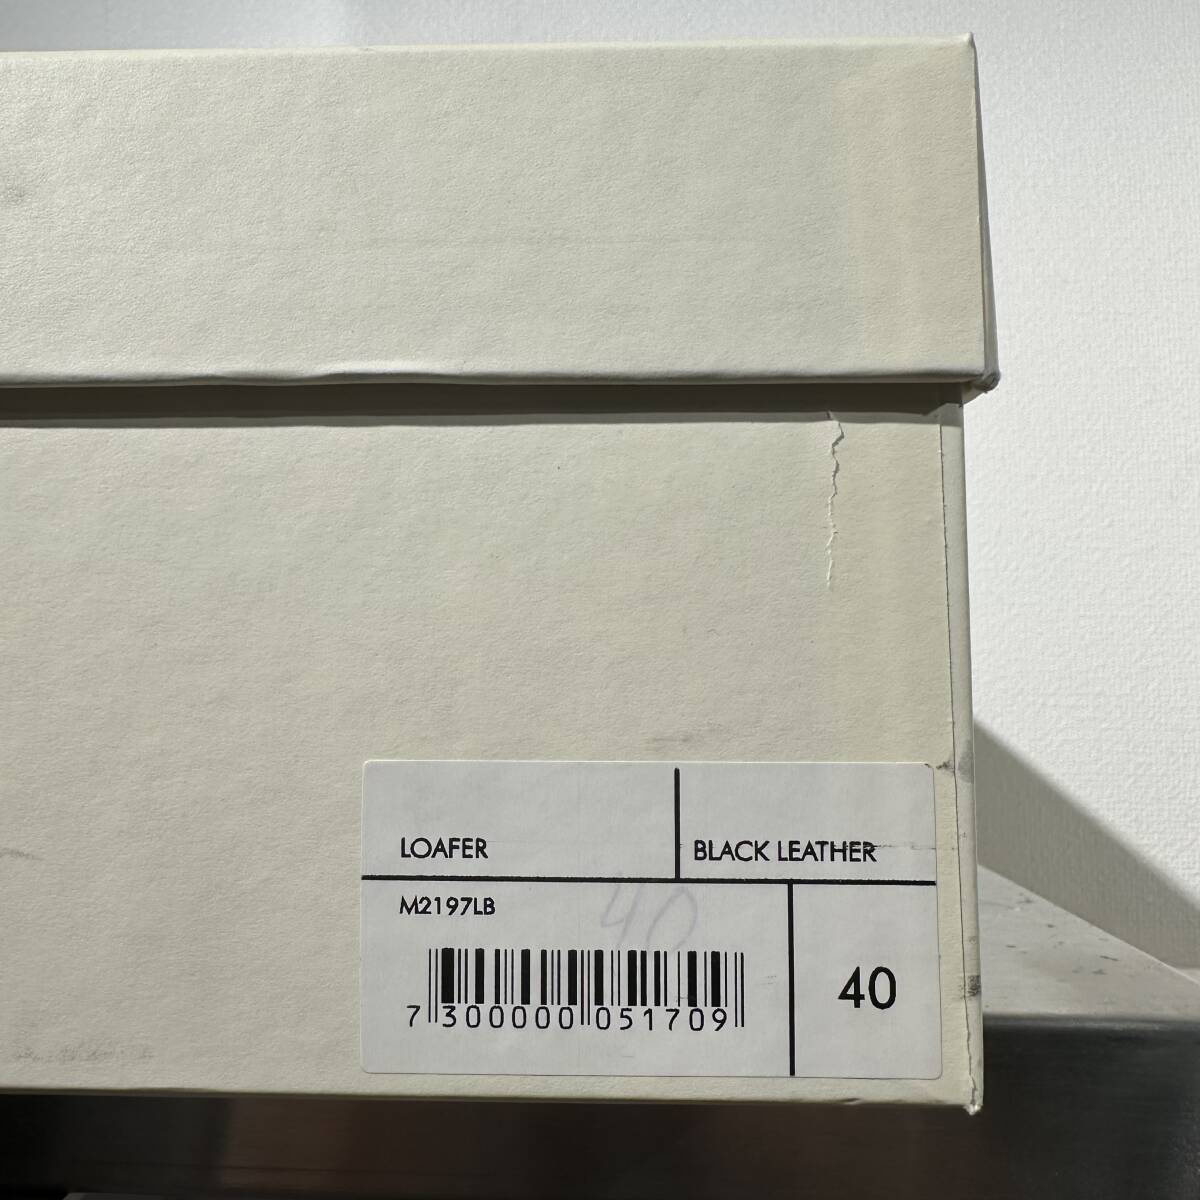 LOAFER
BLACK LEATHER
M2197LB
40
7 300000 051709
40